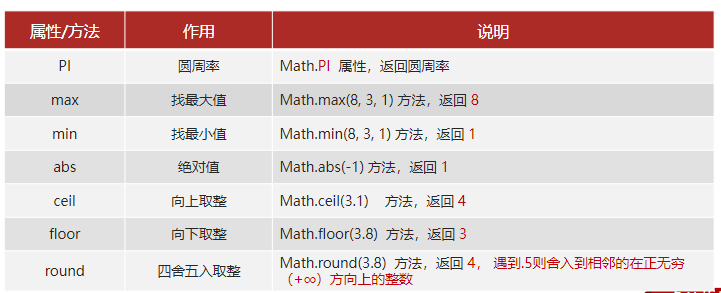 属性/方法 作用 说明
PI 圆周率 Math.PI 属性，返回圆周率
max 找最大值 Math.max(8, 3, 1) 方法，返回 8
min 找最小值 Math.min(8, 3, 1) 方法，返回 1
abs 绝对值 Math.abs(-1) 方法，返回 1
ceil 向上取整 Math.ceil(3.1) 方法，返回 4
floor 向下取整 Math.floor(3.8) 方法，返回 3
round 四舍五入取整 Math.round(3.8) 方法，返回 4， 遇到.5则舍入到相邻的在正无穷
（+∞）方向上的整数